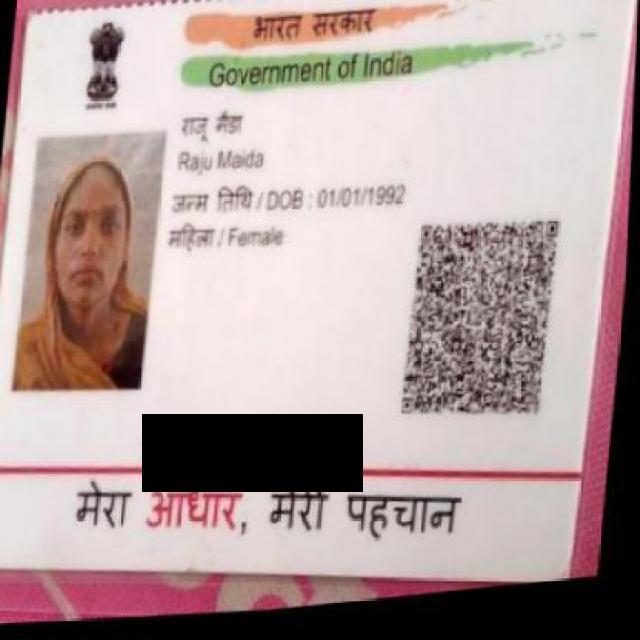 भारत सरकार
Government of India
राजू मैडा
Raju Maida
जन्म तिथि / DOB : 01/01/1992
महिला / Female
मेरा आधार, मेरी पहचान